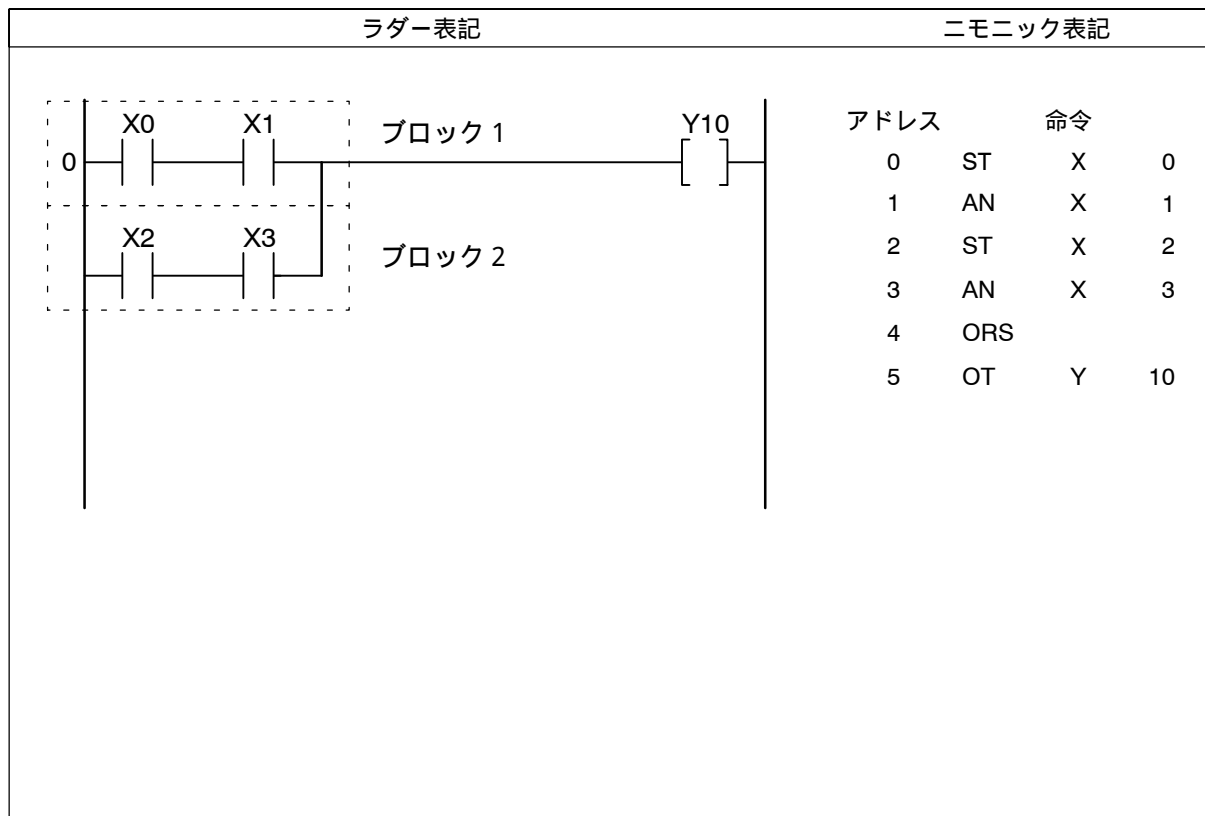 ラダー表記 ニモニック表記
X0 X1 ブロック 1 Y10
0
X2 X3 ブロック 2
アドレス 命令
0 ST X 0
1 AN X 1
2 ST X 2
3 AN X 3
4 ORS
5 OT Y 10